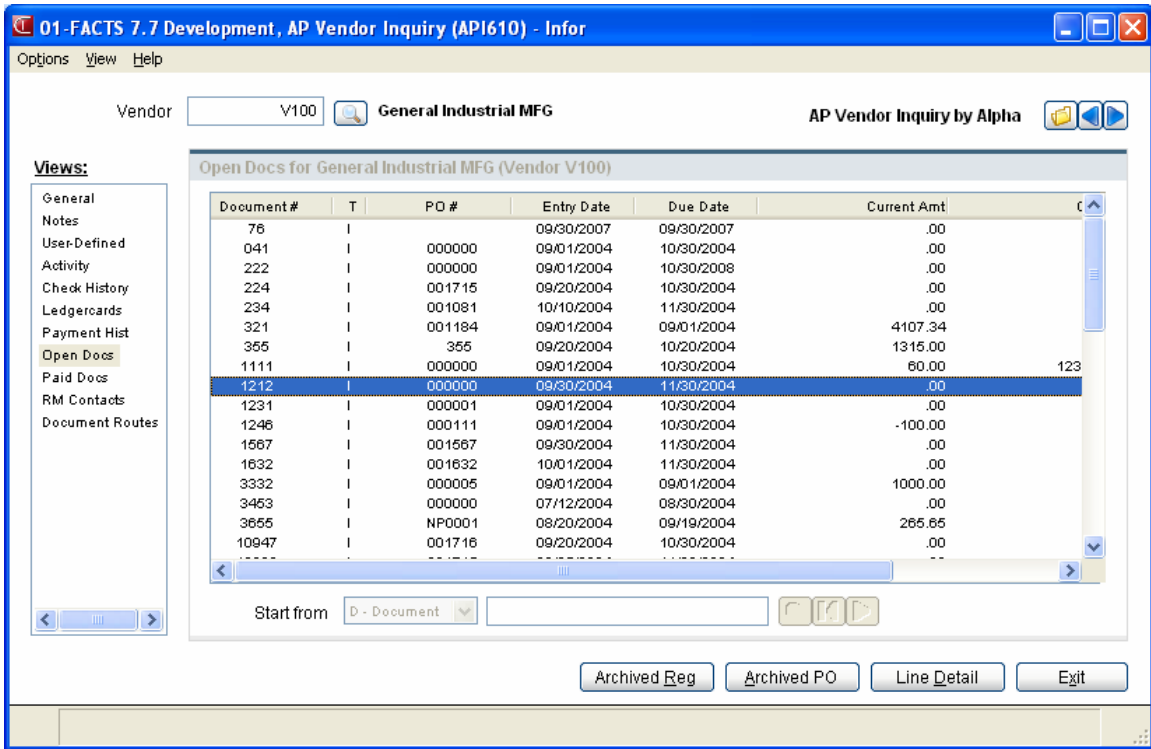 01-FACTS 7.7 Development, AP Vendor Inquiry (API610) - Infor
Options View Help
Vendor V100 General Industrial MFG AP Vendor Inquiry by Alpha
Views:
General
Notes
User-Defined
Activity
Check History
Ledgercards
Payment Hist
Open Docs
Paid Docs
RM Contacts
Document Routes
Open Docs for General Industrial MFG (Vendor V100)
Document # T PO # Entry Date Due Date Current Amt
76 I 09/30/2007 09/30/2007 .00
041 I 000000 09/01/2004 10/30/2004 .00
222 I 000000 09/01/2004 10/30/2008 .00
224 I 001715 09/20/2004 10/30/2004 .00
234 I 001081 10/10/2004 11/30/2004 .00
321 I 001184 09/01/2004 09/01/2004 4107.34
355 I 355 09/20/2004 10/20/2004 1315.00
1111 I 000000 09/01/2004 10/30/2004 60.00 123
1212 I 000000 09/30/2004 11/30/2004 .00
1231 I 000001 09/01/2004 10/30/2004 .00
1246 I 000111 09/01/2004 10/30/2004 -100.00
1567 I 001567 09/30/2004 11/30/2004 .00
1632 I 001632 10/01/2004 11/30/2004 .00
3332 I 000005 09/01/2004 09/01/2004 1000.00
3453 I 000000 07/12/2004 08/30/2004 .00
3655 I NP0001 08/20/2004 09/19/2004 265.65
10947 I 001716 09/20/2004 10/30/2004 .00
Start from D - Document
Archived Reg Archived PO Line Detail Exit